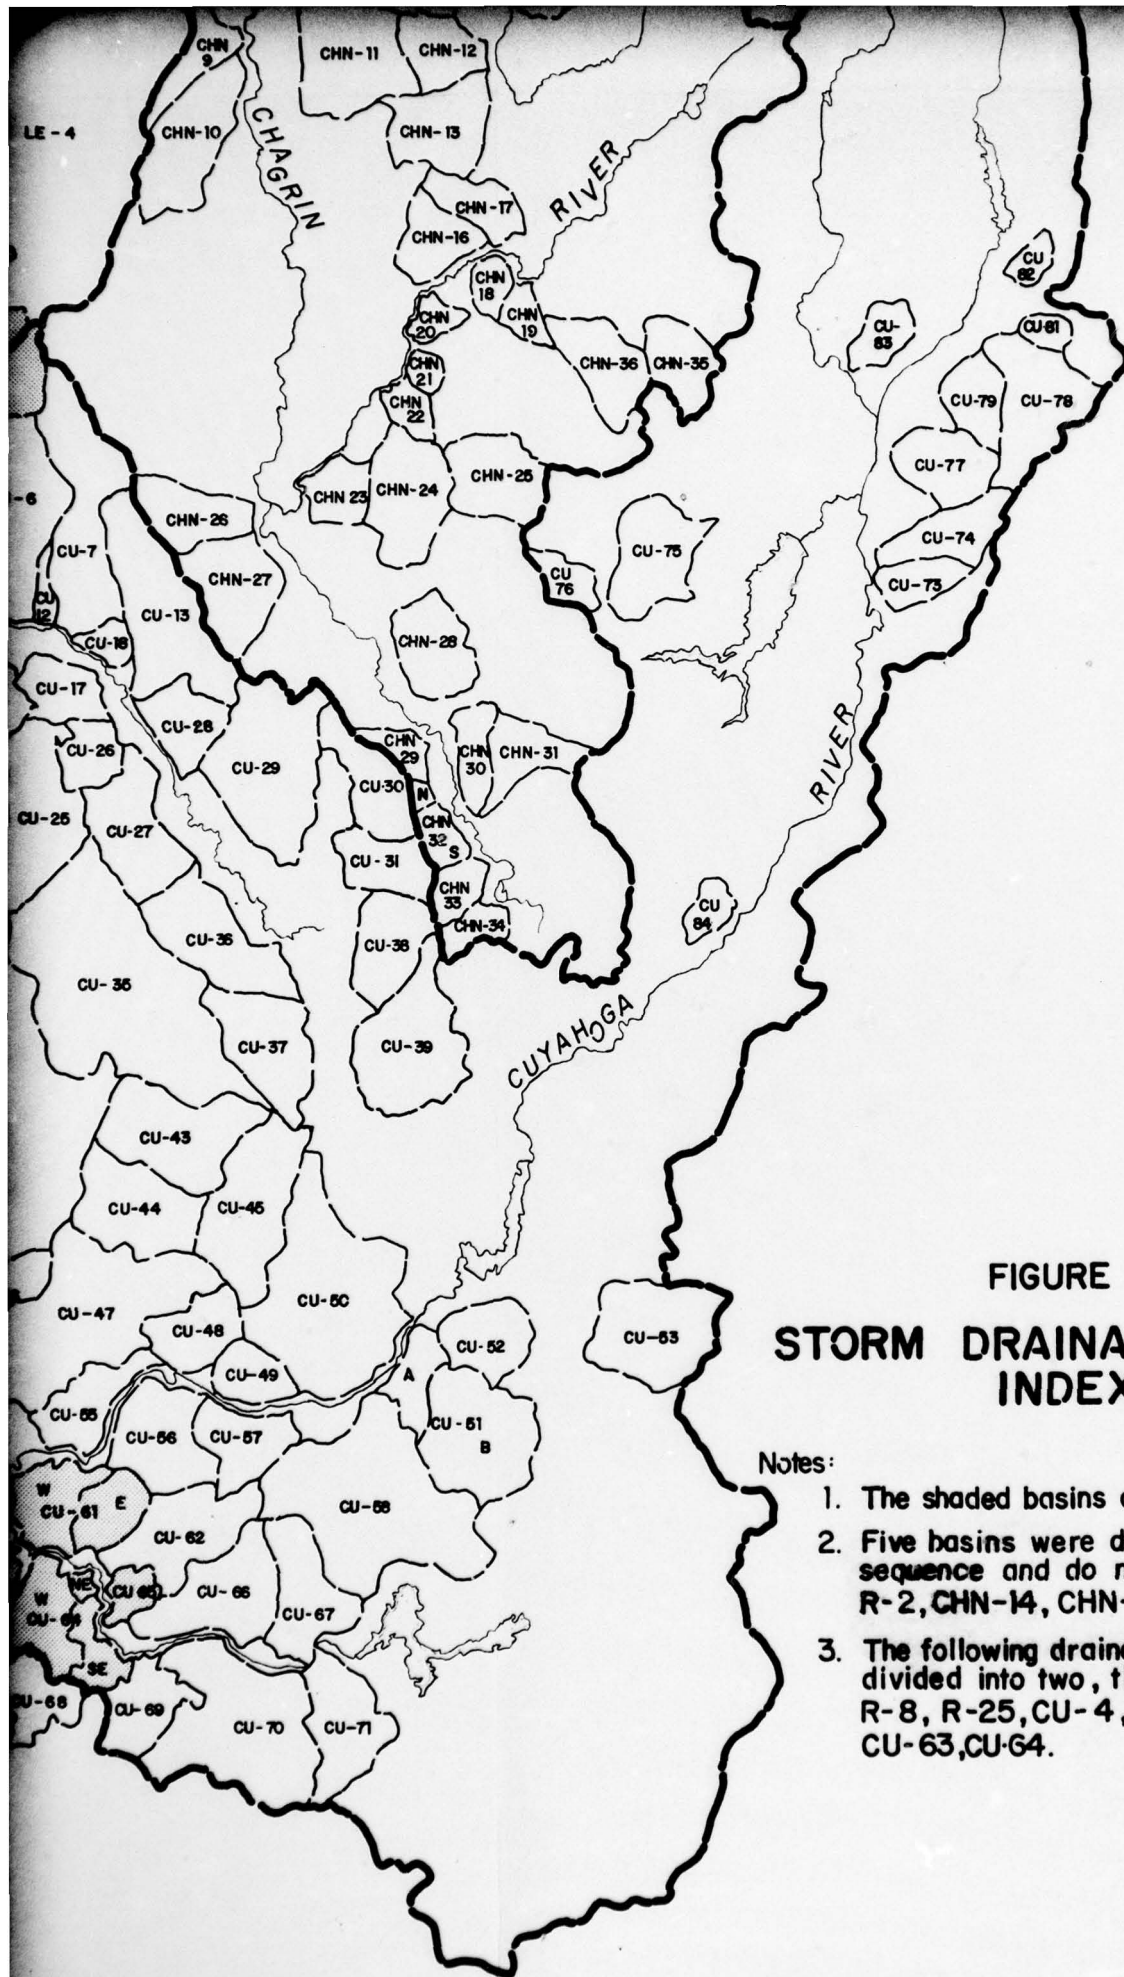 CHN
9
CHN-11
CHN-12
LE-4
CHN-10
CHN-13
CHAGRIN
RIVER
CHN-17
CHN-16
CHN
18
CU
82
CHN
20
CHN
19
CU-
83
CU-81
CHN-36
CHN-35
CHN
21
CHN
22
CU-79
CU-78
CU-77
CHN 23
CHN-24
CHN-25
-6
CHN-26
CU-7
CU-75
CU-74
CHN-27
CU
76
CU-73
CU
12
CU-13
CU-18
CHN-28
CU-17
CU-28
CU-26
CHN
29
CHN
30
CHN-31
RIVER
CU-29
CU-30
N
CU-25
CU-27
CHN
32
S
CU-31
CHN
33
CU
84
CHN-34
CU-36
CU-38
CU-35
CUYAHOGA
CU-37
CU-39
CU-43
CU-44
CU-45
CU-47
CU-50
CU-48
CU-52
CU-53
CU-49
A
CU-55
CU-56
CU-57
CU-51
B
W
CU-61
E
CU-58
CU-62
NE
CU 65
CU-66
W
CU-64
CU-67
SE
CU-68
CU-69
CU-70
CU-71
FIGURE
STORM DRAINA
INDEX
Notes:
1. The shaded basins
2. Five basins were d
sequence and do
R-2, CHN-14, CHN-
3. The following drain
divided into two, t
R-8, R-25, CU-4,
CU-63, CU-64.